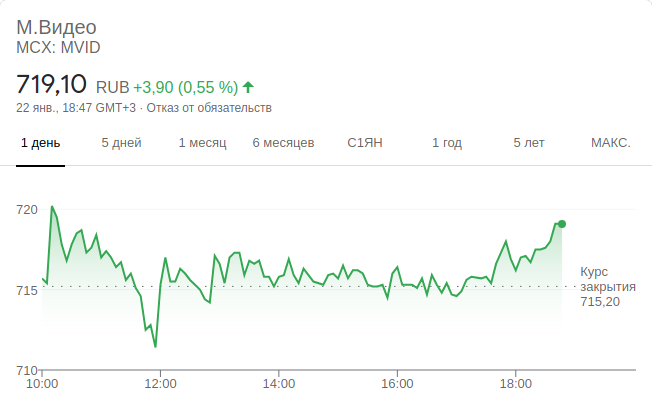 М.Видео
MCX: MVID
719,10 RUB +3,90 (0,55 %)
22 янв., 18:47 GMT+3 · Отказ от обязательств
1 день 5 дней 1 месяц 6 месяцев С1ЯН 1 год 5 лет МАКС.
720
715
710
Курс
закрытия
715,20
10:00 12:00 14:00 16:00 18:00